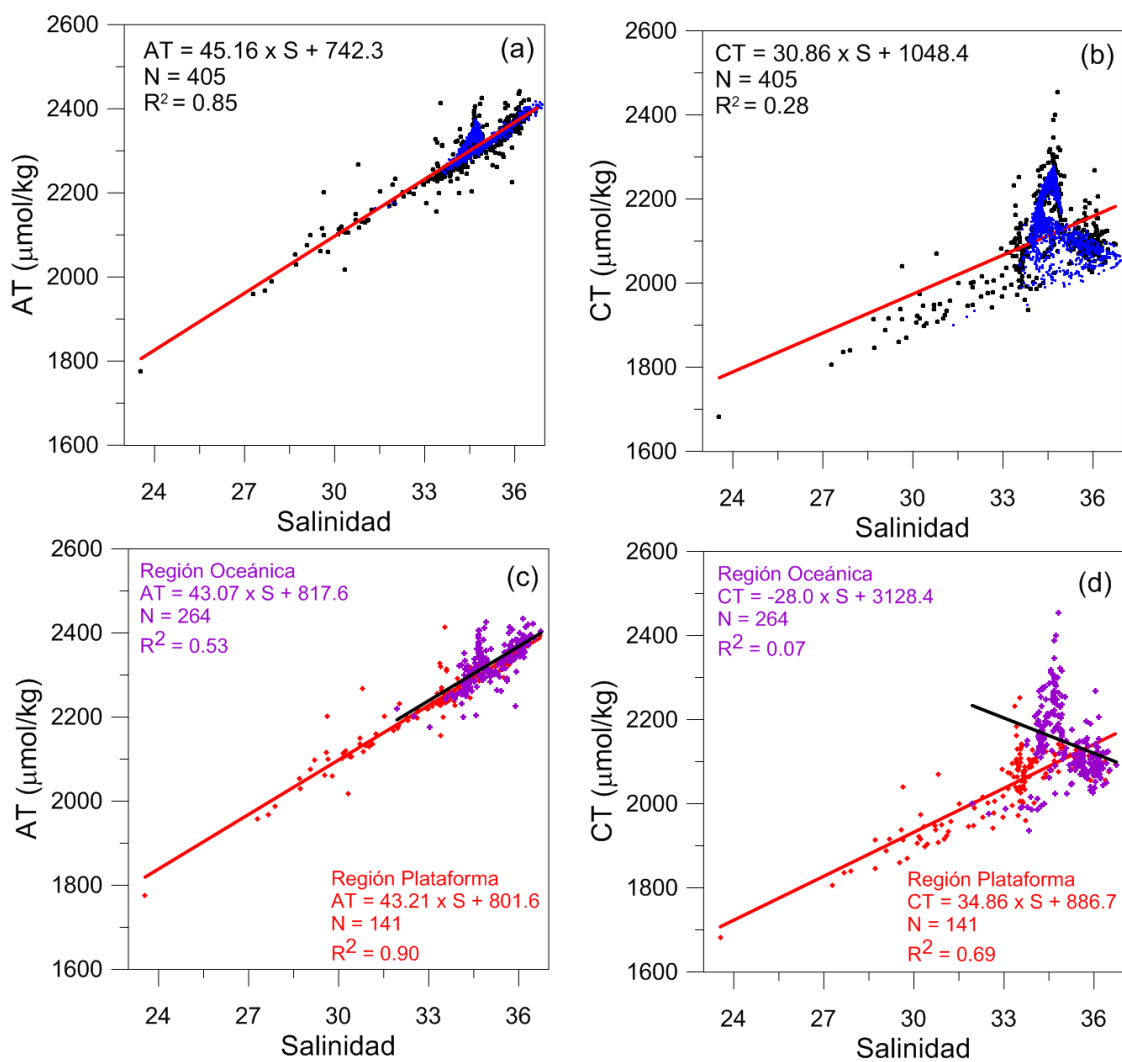 2600
2400
2200
2000
1800
1600
AT (μmol/kg)
AT = 45.16 x S + 742.3
N = 405
R² = 0.85
(a)
24 27 30 33 36
Salinidad
2600
2400
2200
2000
1800
1600
CT (μmol/kg)
CT = 30.86 x S + 1048.4
N = 405
R² = 0.28
(b)
24 27 30 33 36
Salinidad
2600
2400
2200
2000
1800
1600
AT (μmol/kg)
Región Oceánica
AT = 43.07 x S + 817.6
N = 264
R² = 0.53
(c)
Región Plataforma
AT = 43.21 x S + 801.6
N = 141
R² = 0.90
24 27 30 33 36
Salinidad
2600
2400
2200
2000
1800
1600
CT (μmol/kg)
Región Oceánica
CT = -28.0 x S + 3128.4
N = 264
R² = 0.07
(d)
Región Plataforma
CT = 34.86 x S + 886.7
N = 141
R² = 0.69
24 27 30 33 36
Salinidad